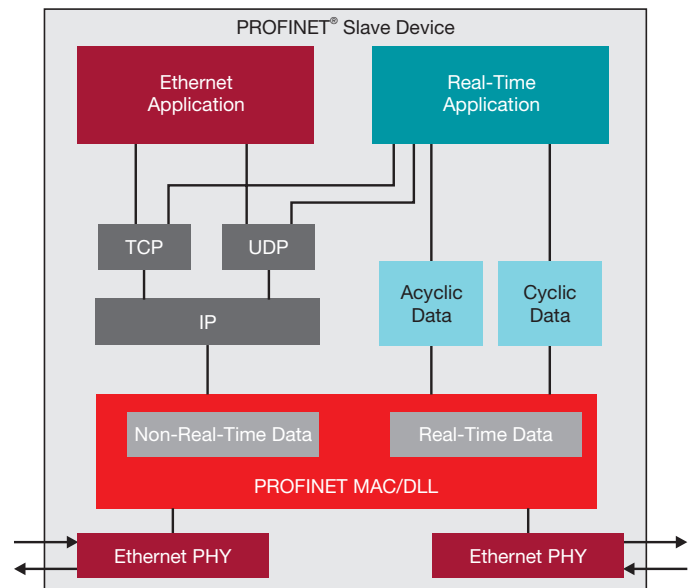 PROFINET® Slave Device
Ethernet
Application
Real-Time
Application
TCP
UDP
Acyclic
Data
Cyclic
Data
IP
Non-Real-Time Data
Real-Time Data
PROFINET MAC/DLL
Ethernet PHY
Ethernet PHY